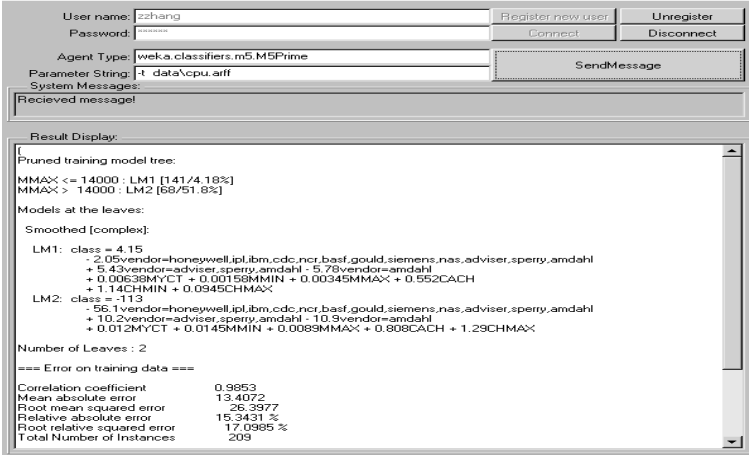 User name: zzhang Register new user Unregister
Password: ****** Connect Disconnect
Agent Type: weka.classifiers.m5.M5Prime SendMessage
Parameter String: -t data\cpu.arff
System Messages:
Recieved message!
Result Display:
[
Pruned training model tree:
MMAX <= 14000 : LM1 [141/4.18%]
MMAX > 14000 : LM2 [68/51.8%]
Models at the leaves:
Smoothed [complex]:
LM1: class = 4.15
- 2.05vendor=honeywell,ipl,ibm,cdc,ncr,basf,gould,siemens,nas,adviser,sperry,amdahl
+ 5.43vendor=adviser,sperry,amdahl - 5.78vendor=amdahl
+ 0.00638MYCT + 0.00158MMIN + 0.00345MMAX + 0.552CACH
+ 1.14CHMIN + 0.0945CHMAX
LM2: class = -113
- 56.1vendor=honeywell,ipl,ibm,cdc,ncr,basf,gould,siemens,nas,adviser,sperry,amdahl
+ 10.2vendor=adviser,sperry,amdahl - 10.9vendor=amdahl
+ 0.012MYCT + 0.0145MMIN + 0.0089MMAX + 0.808CACH + 1.29CHMAX
Number of Leaves : 2
=== Error on training data ===
Correlation coefficient 0.9853
Mean absolute error 13.4072
Root mean squared error 26.3977
Relative absolute error 15.3431 %
Root relative squared error 17.0985 %
Total Number of Instances 209